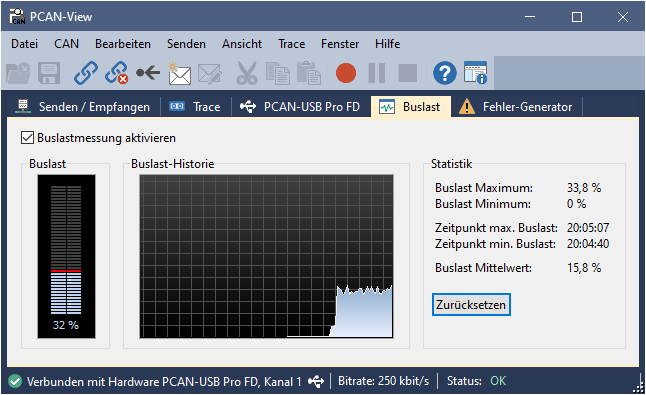 PCAN-View
Datei CAN Bearbeiten Senden Ansicht Trace Fenster Hilfe
Senden / Empfangen Trace PCAN-USB Pro FD Buslast Fehler-Generator
Buslastmessung aktivieren
Buslast
32 %
Buslast-Historie
Statistik
Buslast Maximum: 33,8 %
Buslast Minimum: 0 %
Zeitpunkt max. Buslast: 20:05:07
Zeitpunkt min. Buslast: 20:04:40
Buslast Mittelwert: 15,8 %
Zurücksetzen
Verbunden mit Hardware PCAN-USB Pro FD, Kanal 1 Bitrate: 250 kbit/s Status: OK